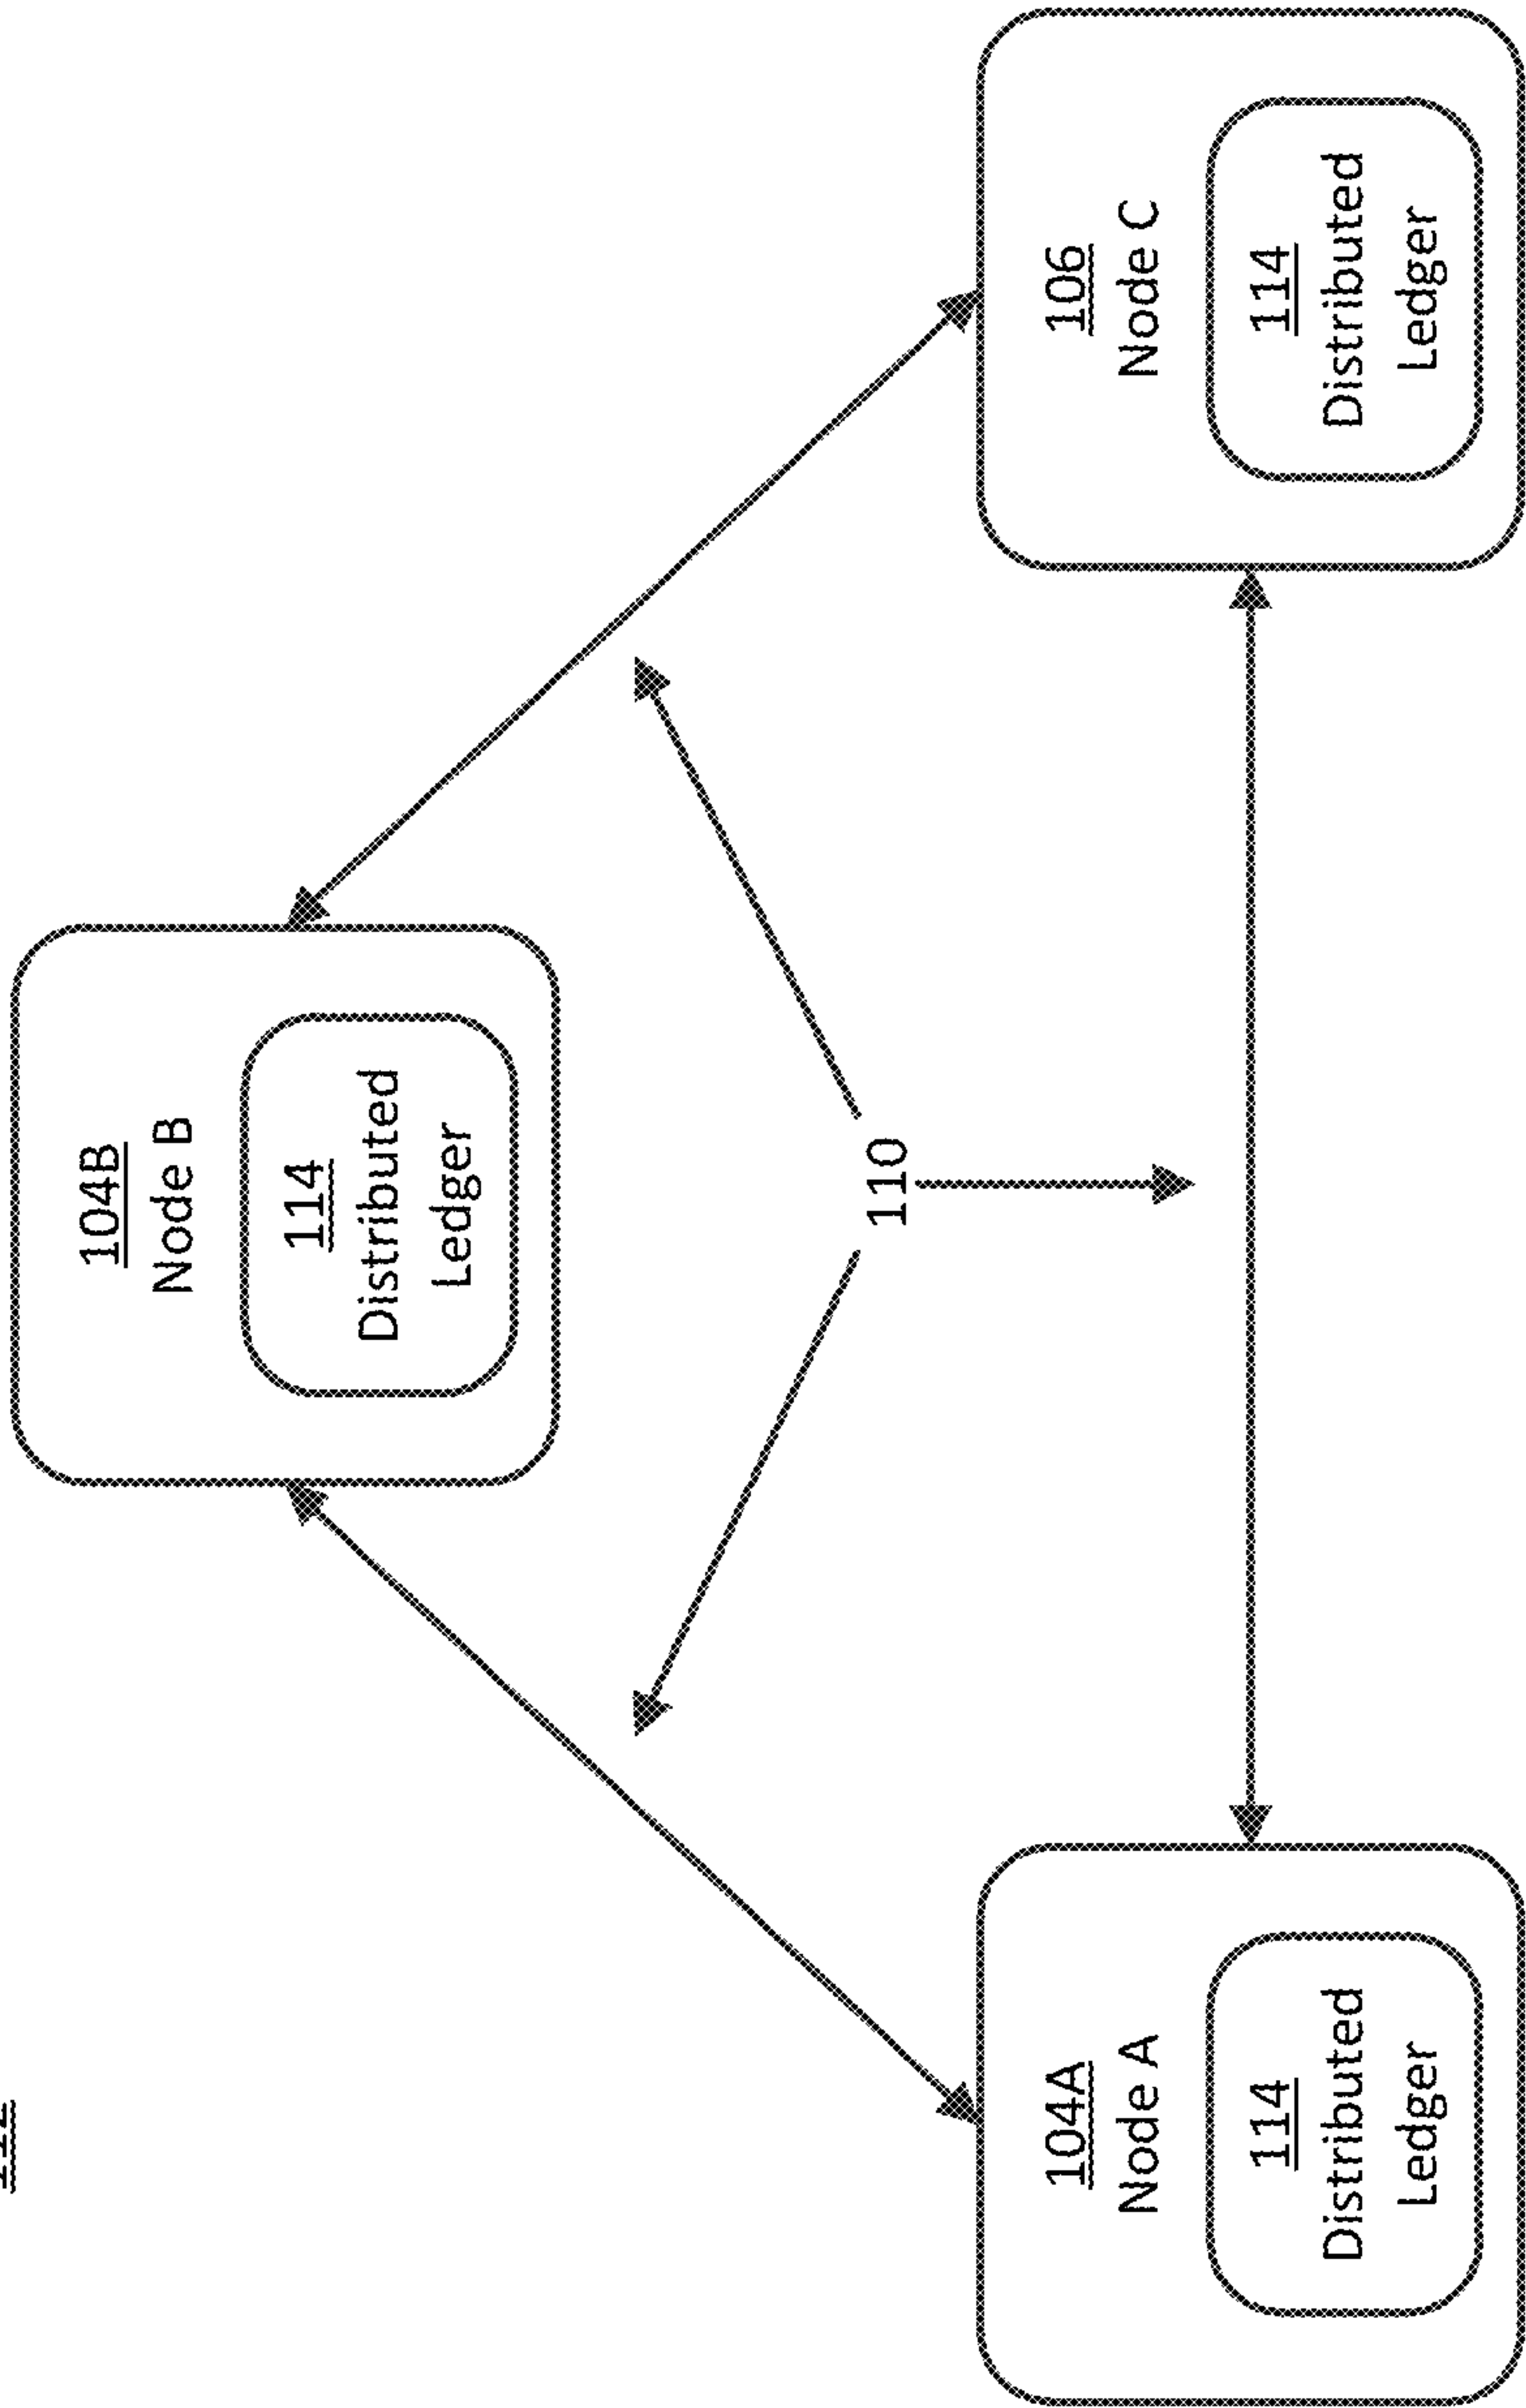 104B
Node B
114
Distributed
Ledger
110
104A
Node A
114
Distributed
Ledger
106
Node C
114
Distributed
Ledger